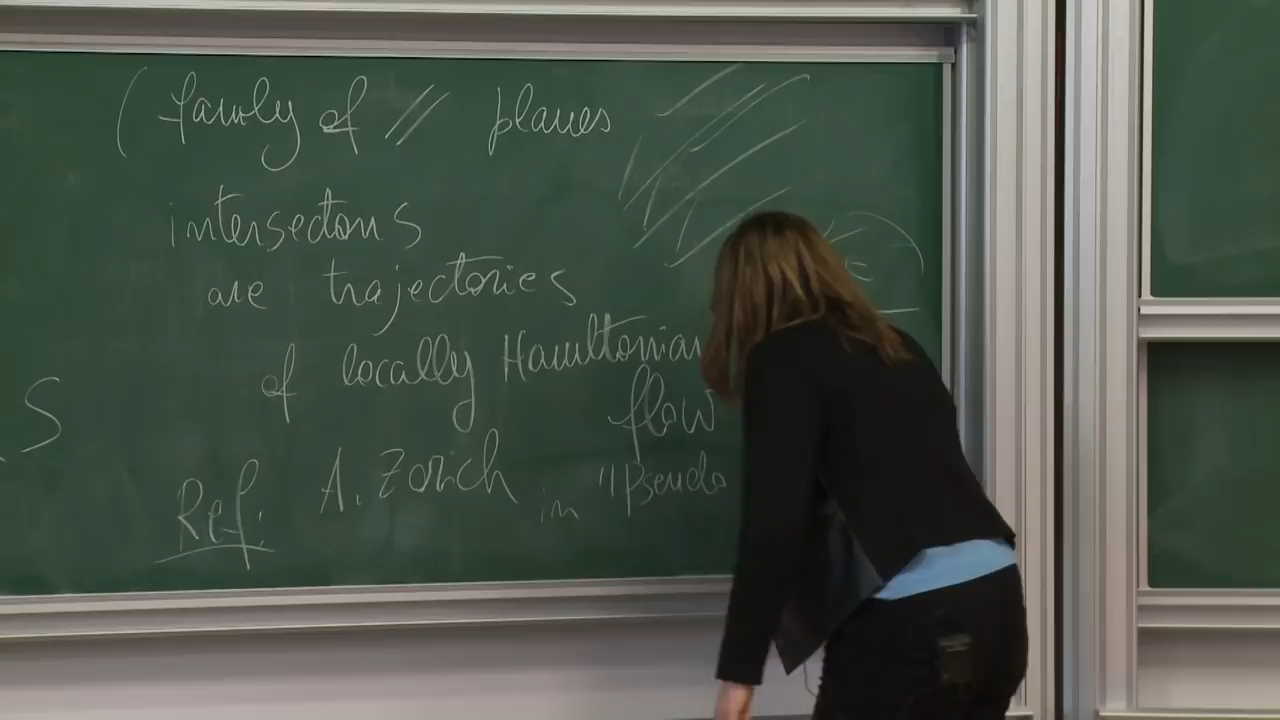 ( family of // planes
intersections
are trajectories
of locally Hamiltonian
flow
S
Ref: A. Zorich in "Pseudo